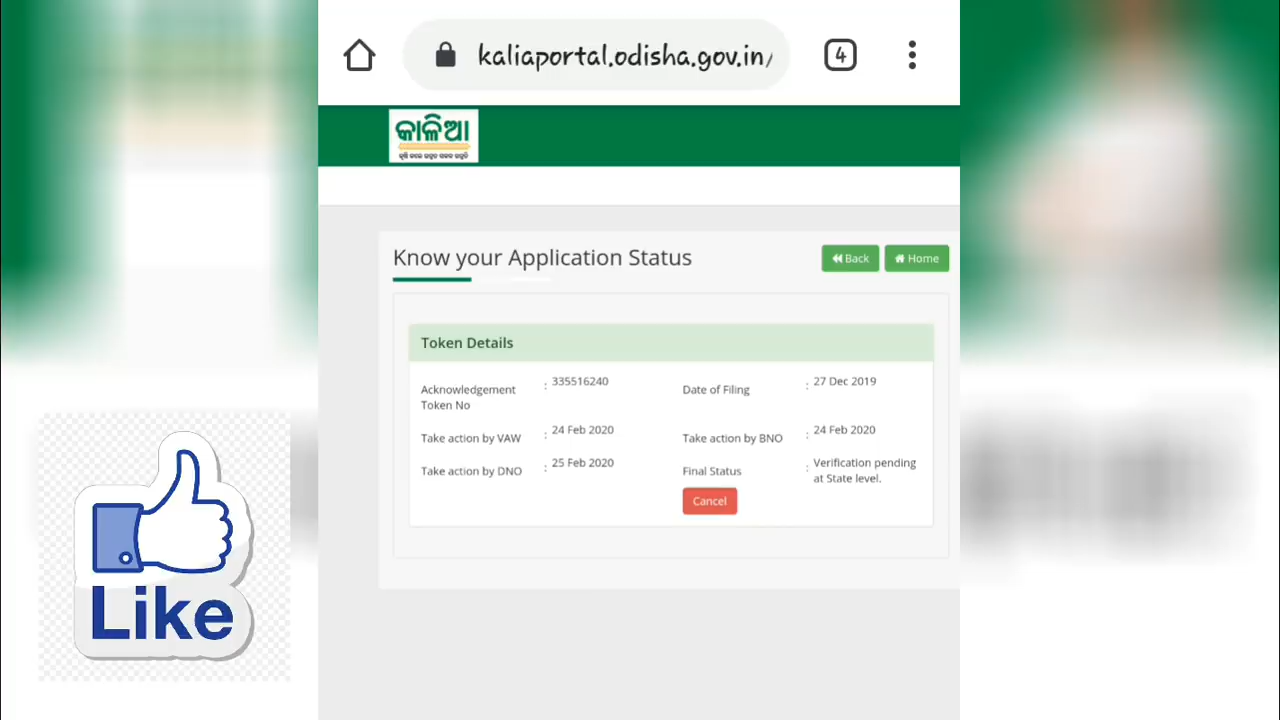 kaliaportal.odisha.gov.in/
4
କାଳିଆ
Know your Application Status
Back
Home
Token Details
Acknowledgement
Token No
: 335516240
Date of Filing
: 27 Dec 2019
Take action by VAW
: 24 Feb 2020
Take action by BNO
: 24 Feb 2020
Take action by DNO
: 25 Feb 2020
Final Status
: Verification pending
at State level.
Cancel
Like